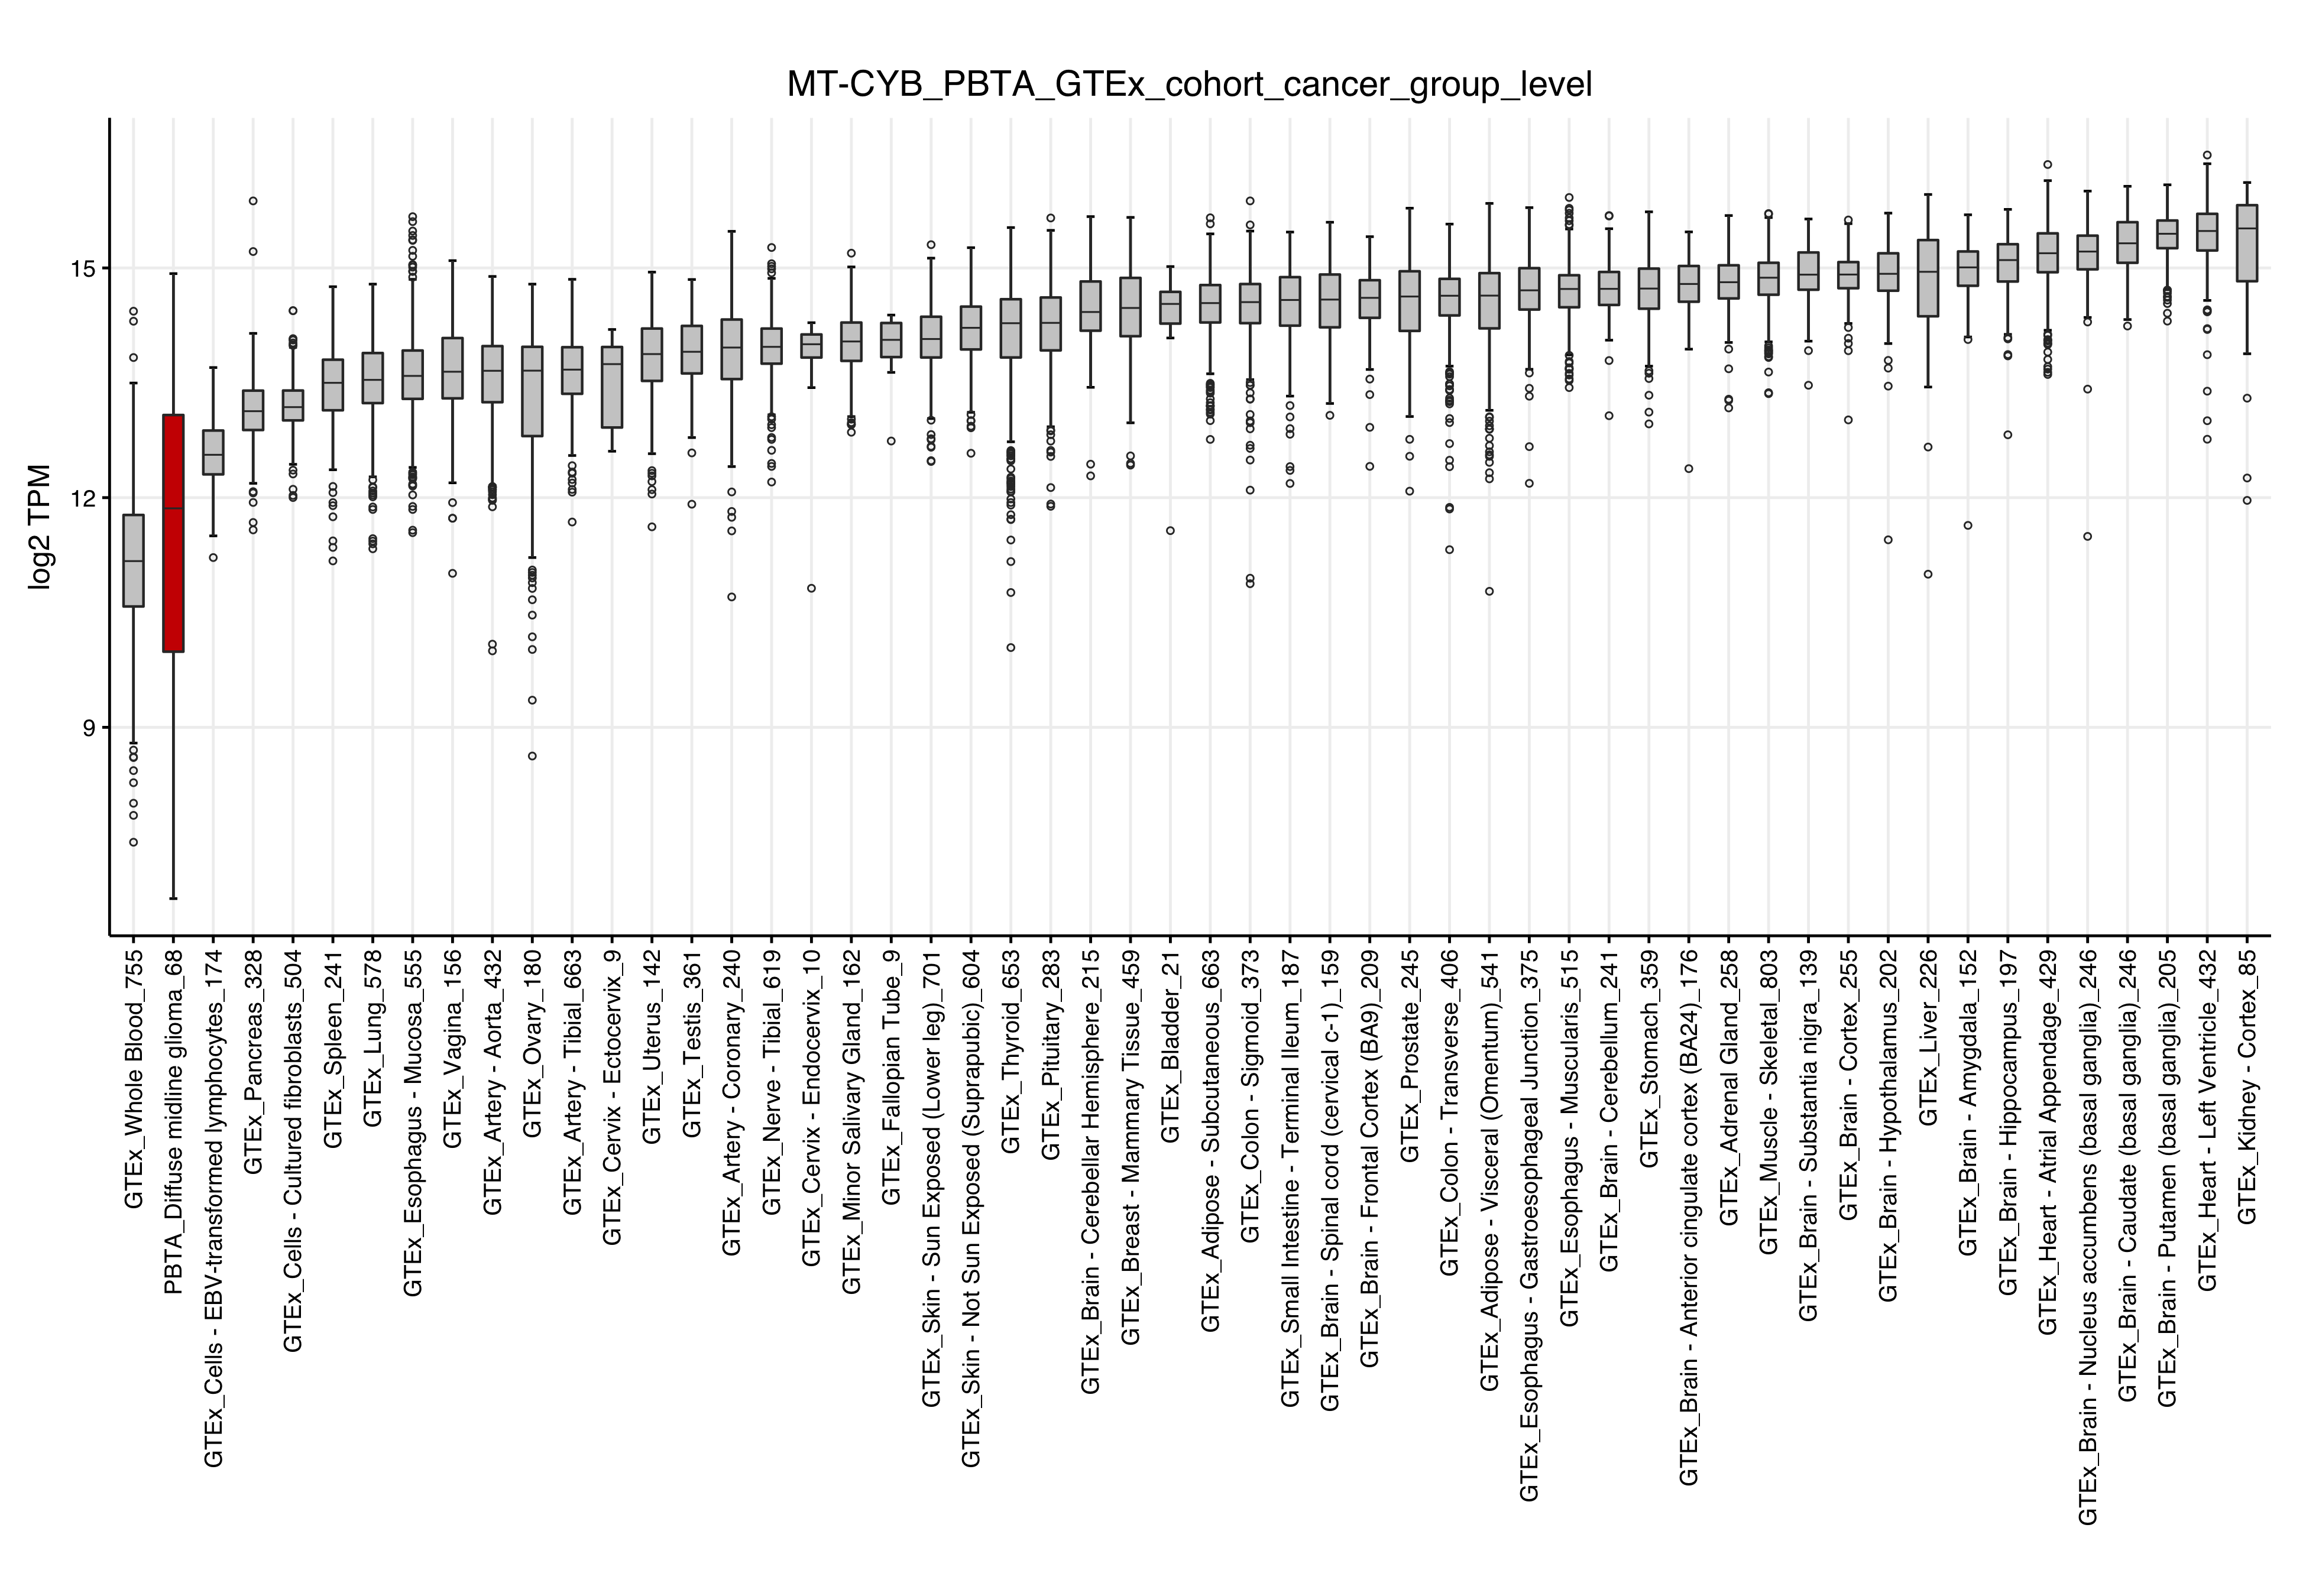 MT-CYB_PBTA_GTEx_cohort_cancer_group_level
log2 TPM
15
12
9
GTEx_Whole Blood_755
PBTA_Diffuse midline glioma_68
GTEx_Cells - EBV-transformed lymphocytes_174
GTEx_Pancreas_328
GTEx_Cells - Cultured fibroblasts_504
GTEx_Spleen_241
GTEx_Lung_578
GTEx_Esophagus - Mucosa_555
GTEx_Vagina_156
GTEx_Artery - Aorta_432
GTEx_Ovary_180
GTEx_Artery - Tibial_663
GTEx_Cervix - Ectocervix_9
GTEx_Uterus_142
GTEx_Testis_361
GTEx_Artery - Coronary_240
GTEx_Nerve - Tibial_619
GTEx_Cervix - Endocervix_10
GTEx_Minor Salivary Gland_162
GTEx_Fallopian Tube_9
GTEx_Skin - Sun Exposed (Lower leg)_701
GTEx_Skin - Not Sun Exposed (Suprapubic)_604
GTEx_Thyroid_653
GTEx_Pituitary_283
GTEx_Brain - Cerebellar Hemisphere_215
GTEx_Breast - Mammary Tissue_459
GTEx_Bladder_21
GTEx_Adipose - Subcutaneous_663
GTEx_Colon - Sigmoid_373
GTEx_Small Intestine - Terminal Ileum_187
GTEx_Brain - Spinal cord (cervical c-1)_159
GTEx_Brain - Frontal Cortex (BA9)_209
GTEx_Prostate_245
GTEx_Colon - Transverse_406
GTEx_Adipose - Visceral (Omentum)_541
GTEx_Esophagus - Gastroesophageal Junction_375
GTEx_Esophagus - Muscularis_515
GTEx_Brain - Cerebellum_241
GTEx_Stomach_359
GTEx_Brain - Anterior cingulate cortex (BA24)_176
GTEx_Adrenal Gland_258
GTEx_Muscle - Skeletal_803
GTEx_Brain - Substantia nigra_139
GTEx_Brain - Cortex_255
GTEx_Brain - Hypothalamus_202
GTEx_Liver_226
GTEx_Brain - Amygdala_152
GTEx_Brain - Hippocampus_197
GTEx_Heart - Atrial Appendage_429
GTEx_Brain - Nucleus accumbens (basal ganglia)_246
GTEx_Brain - Caudate (basal ganglia)_246
GTEx_Brain - Putamen (basal ganglia)_205
GTEx_Heart - Left Ventricle_432
GTEx_Kidney - Cortex_85